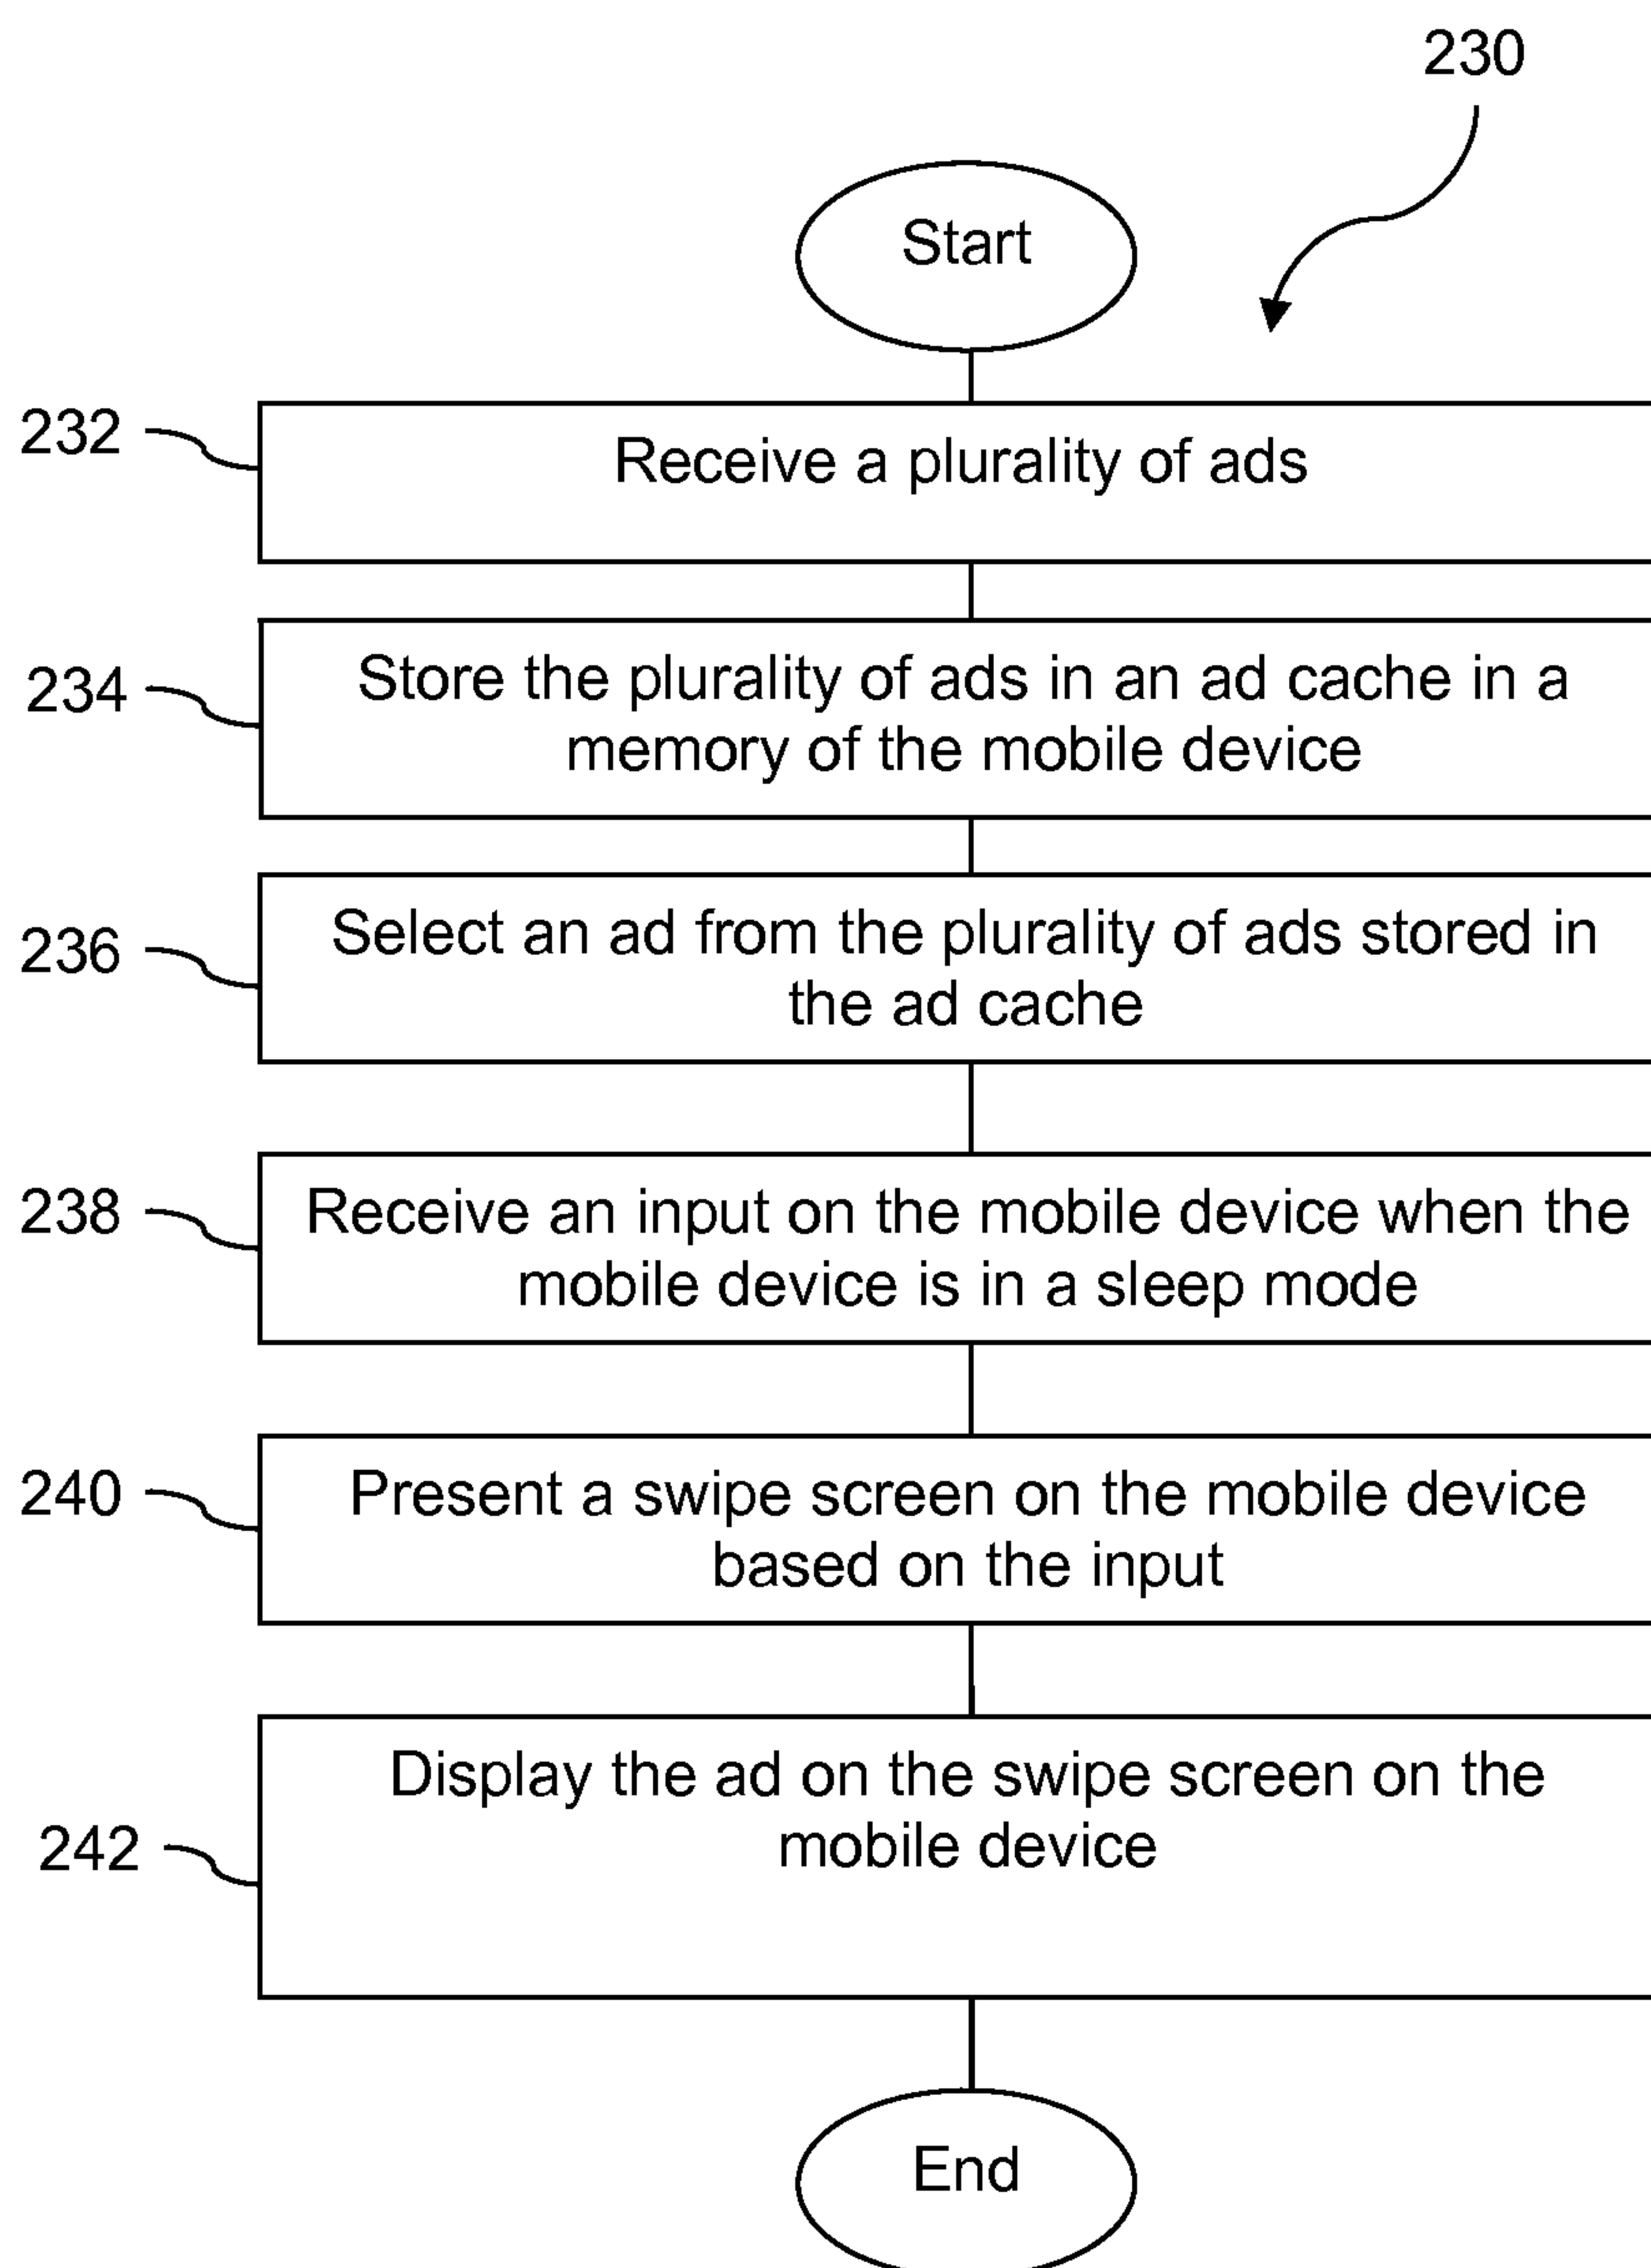 230
Start
232
Receive a plurality of ads
234
Store the plurality of ads in an ad cache in a
memory of the mobile device
236
Select an ad from the plurality of ads stored in
the ad cache
238
Receive an input on the mobile device when the
mobile device is in a sleep mode
240
Present a swipe screen on the mobile device
based on the input
242
Display the ad on the swipe screen on the
mobile device
End